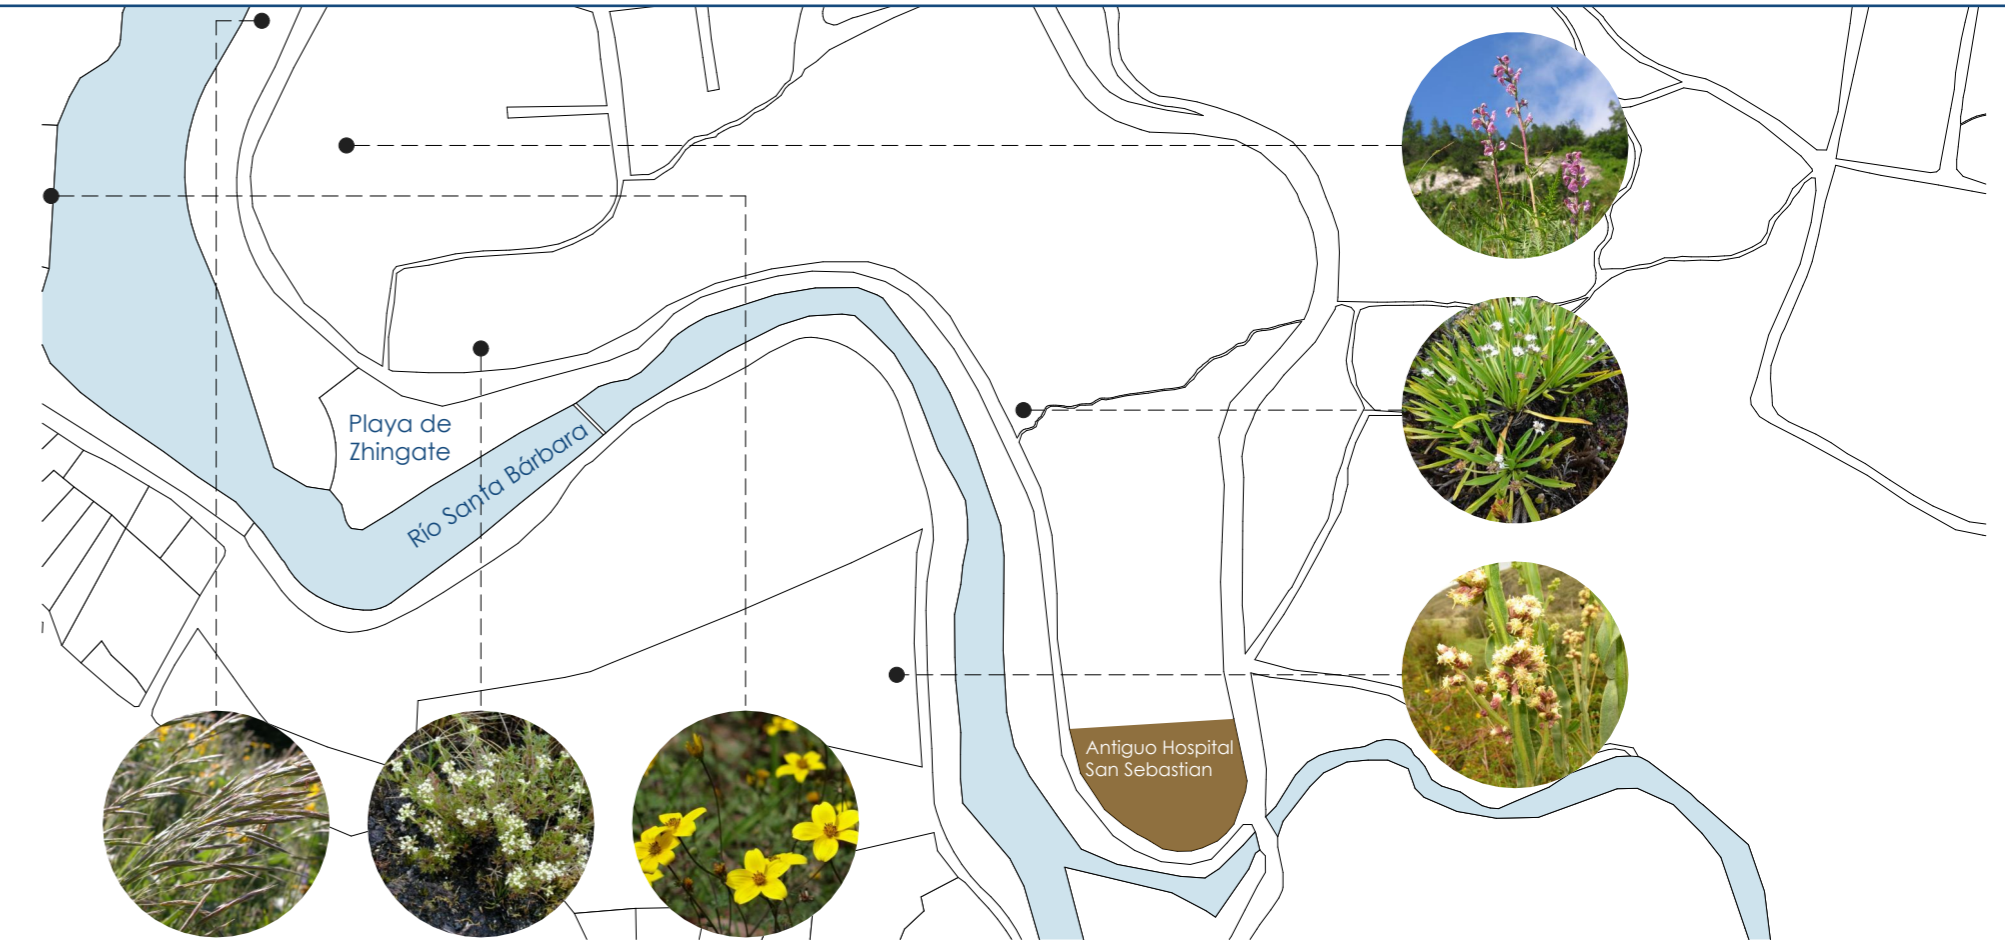 Playa de
Zhingate
Río Santa Bárbara
Antiguo Hospital
San Sebastian